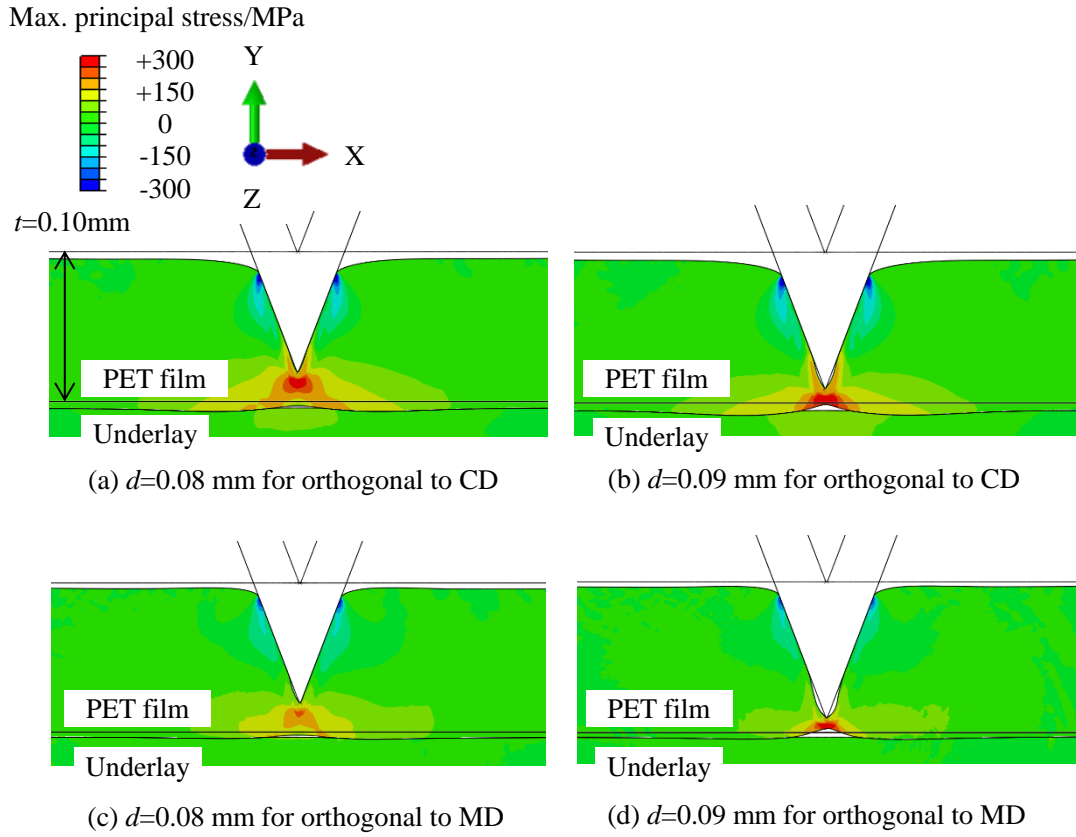 Max. principal stress/MPa
+300
+150
0
-150
-300
Y
X
Z
t=0.10mm
PET film
Underlay
PET film
Underlay
(a) d=0.08 mm for orthogonal to CD
(b) d=0.09 mm for orthogonal to CD
PET film
Underlay
PET film
Underlay
(c) d=0.08 mm for orthogonal to MD
(d) d=0.09 mm for orthogonal to MD